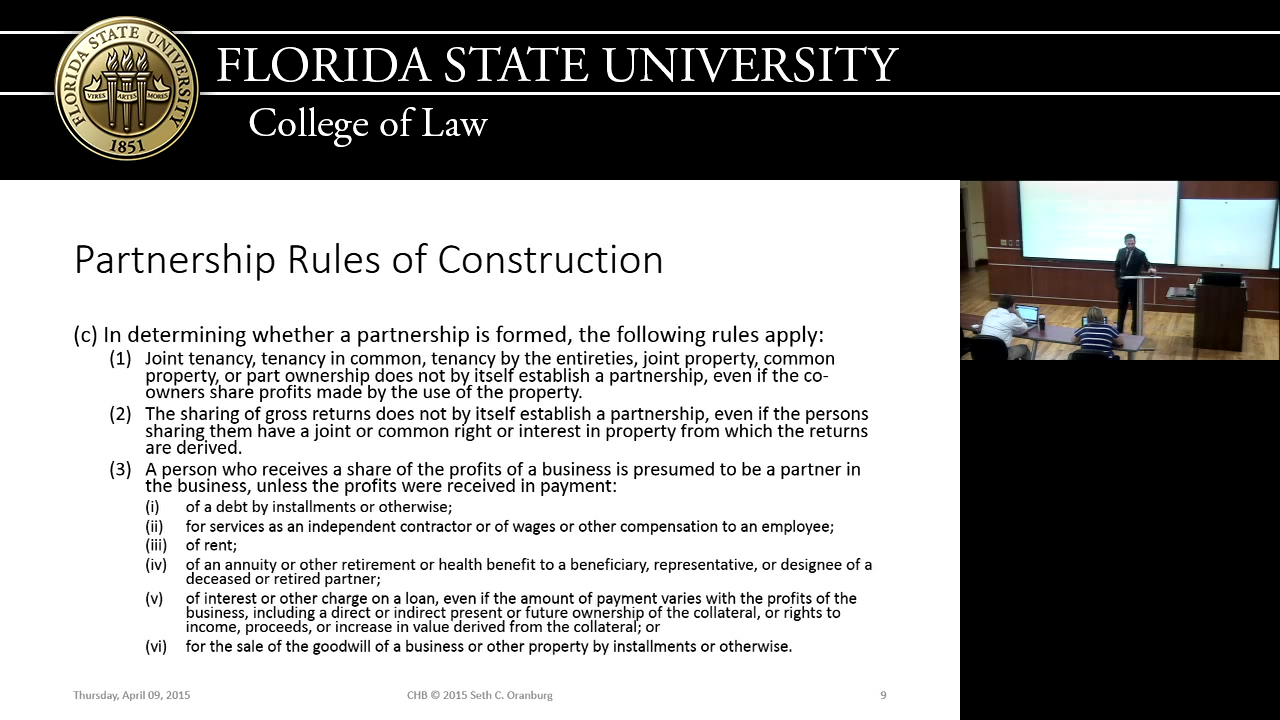 FLORIDA STATE UNIVERSITY
1851
VIRES ARTES MORES
FLORIDA STATE UNIVERSITY
College of Law
Partnership Rules of Construction
(c) In determining whether a partnership is formed, the following rules apply:
(1) Joint tenancy, tenancy in common, tenancy by the entireties, joint property, common
property, or part ownership does not by itself establish a partnership, even if the co-
owners share profits made by the use of the property.
(2) The sharing of gross returns does not by itself establish a partnership, even if the persons
sharing them have a joint or common right or interest in property from which the returns
are derived.
(3) A person who receives a share of the profits of a business is presumed to be a partner in
the business, unless the profits were received in payment:
(i) of a debt by installments or otherwise;
(ii) for services as an independent contractor or of wages or other compensation to an employee;
(iii) of rent;
(iv) of an annuity or other retirement or health benefit to a beneficiary, representative, or designee of a
deceased or retired partner;
(v) of interest or other charge on a loan, even if the amount of payment varies with the profits of the
business, including a direct or indirect present or future ownership of the collateral, or rights to
income, proceeds, or increase in value derived from the collateral; or
(vi) for the sale of the goodwill of a business or other property by installments or otherwise.
Thursday, April 09, 2015
CHB © 2015 Seth C. Oranburg
9